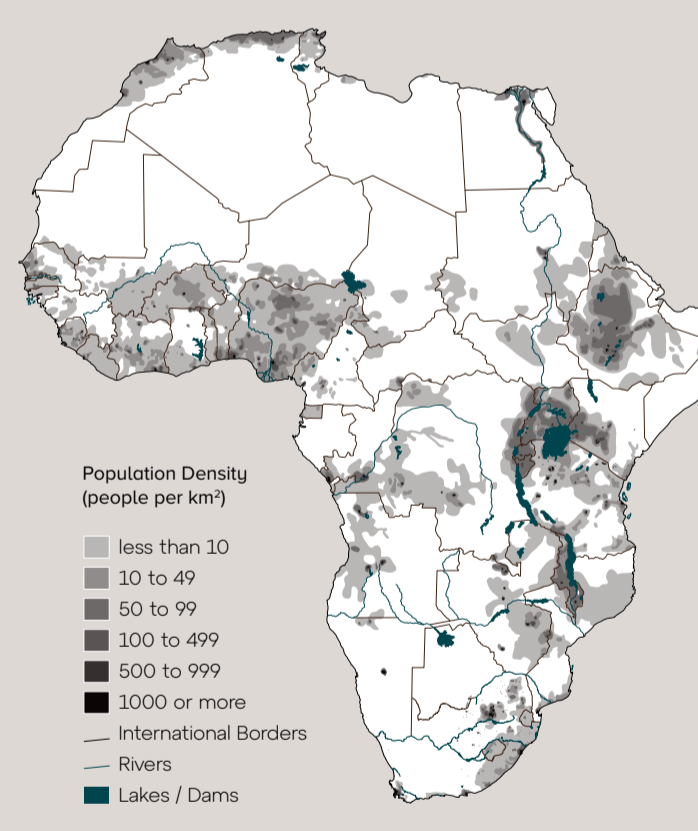 Population Density
(people per km²)
less than 10
10 to 49
50 to 99
100 to 499
500 to 999
1000 or more
International Borders
Rivers
Lakes / Dams